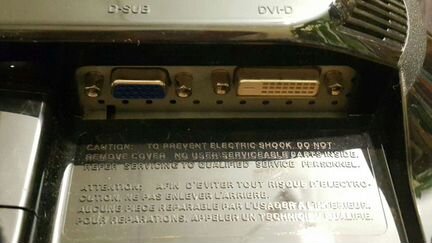 D-SUB DVI-D
CAUTION: TO PREVENT ELECTRIC SHOCK, DO NOT
REMOVE COVER. NO USER SERVICEABLE PARTS INSIDE.
REFER SERVICING TO QUALIFIED SERVICE PERSONNEL.
ATTENTION: AFIN D'EVITER TOUT RISQUE D'ELECTRO-
CUTION, NE PAS ENLEVER L'ARRIERE.
AUCUNE PIECE REPARABLE PAR L'USAGER A L'INTERIEUR.
POUR REPARATIONS, APPELER UN TECHNICIEN QUALIFIE.